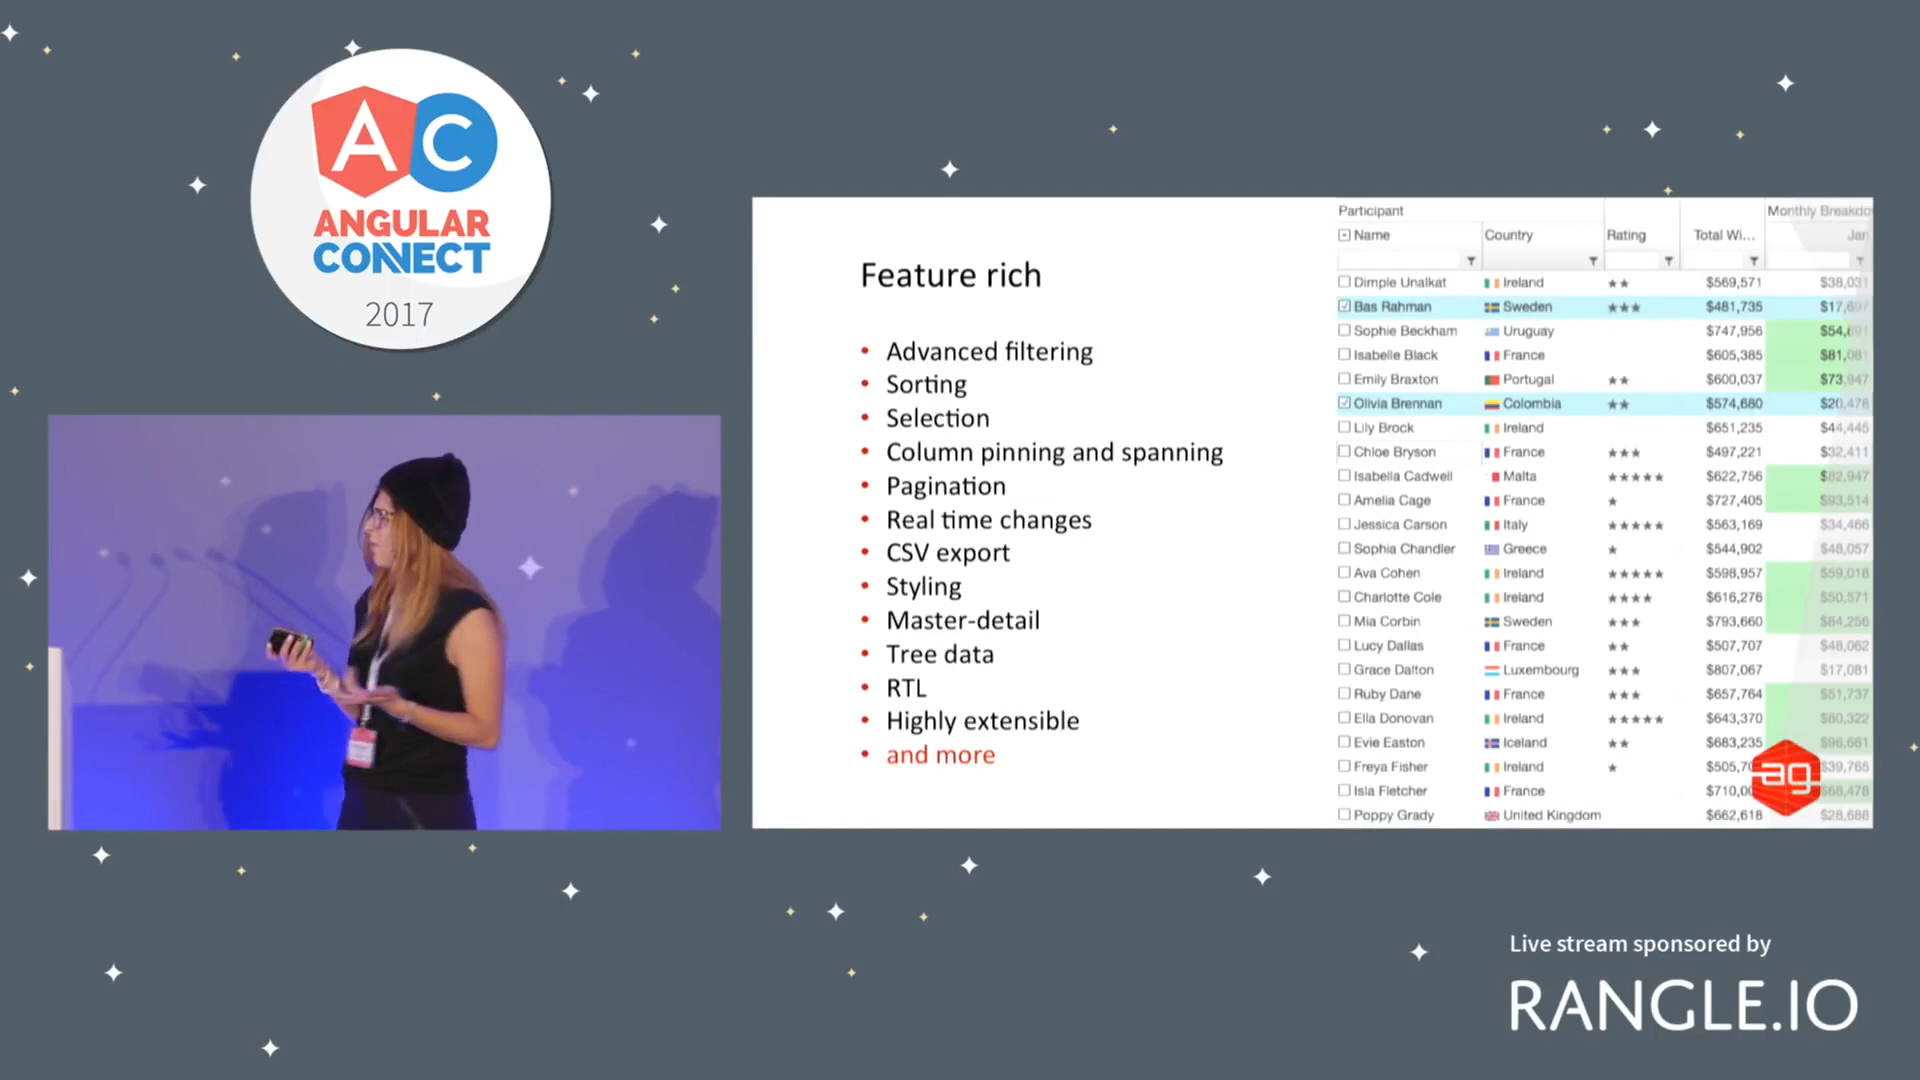 AC
ANGULAR
CONNECT
2017
Feature rich
• Advanced filtering
• Sorting
• Selection
• Column pinning and spanning
• Pagination
• Real time changes
• CSV export
• Styling
• Master-detail
• Tree data
• RTL
• Highly extensible
• and more
Participant Monthly Breakdo
Name Country Rating Total Wi... Jan
Dimple Unalkat Ireland ★★ $569,571 $38,031
Bas Rahman Sweden ★★★ $481,735 $17,697
Sophie Beckham Uruguay $747,956 $54,691
Isabelle Black France $605,385 $81,081
Emily Braxton Portugal ★★ $600,037 $73,947
Olivia Brennan Colombia ★★ $574,680 $20,478
Lily Brock Ireland $651,235 $44,445
Chloe Bryson France ★★★ $497,221 $32,411
Isabella Cadwell Malta ★★★★★ $622,756 $82,947
Amelia Cage France ★ $727,405 $93,514
Jessica Carson Italy ★★★★★ $563,169 $34,466
Sophia Chandler Greece ★ $544,902 $48,057
Ava Cohen Ireland ★★★★★ $598,957 $59,018
Charlotte Cole Ireland ★★★★ $616,276 $50,571
Mia Corbin Sweden ★★★ $793,660 $84,256
Lucy Dallas France ★★ $507,707 $48,062
Grace Dalton Luxembourg ★★★ $807,067 $17,081
Ruby Dane France ★★★ $657,764 $51,737
Ella Donovan Ireland ★★★★★ $643,370 $80,322
Evie Easton Iceland ★★ $683,235 $96,661
Freya Fisher Ireland ★ $505,70 $39,765
Isla Fletcher France $710,00 $68,478
Poppy Grady United Kingdom $662,618 $28,688
ag
Live stream sponsored by
RANGLE.IO